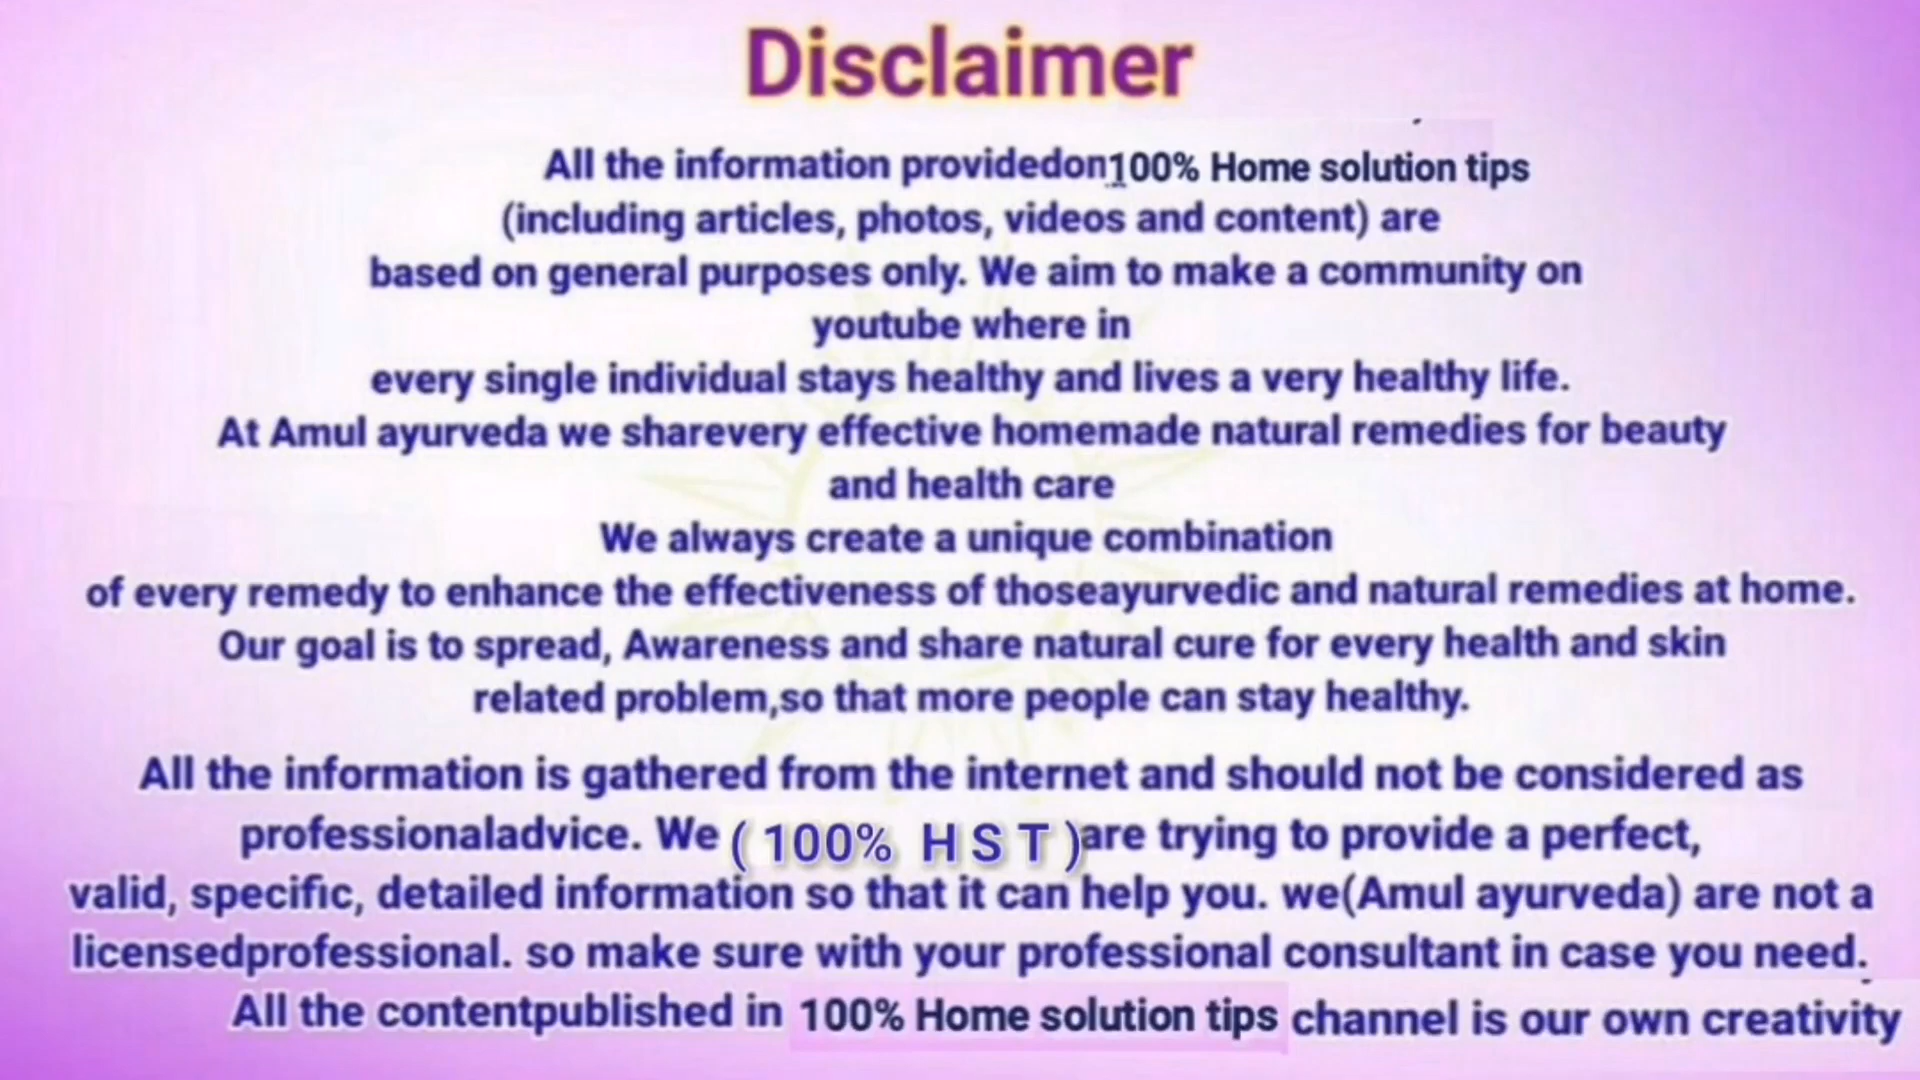 Disclaimer
All the information providedon100% Home solution tips
(including articles, photos, videos and content) are
based on general purposes only. We aim to make a community on
youtube where in
every single individual stays healthy and lives a very healthy life.
At Amul ayurveda we sharevery effective homemade natural remedies for beauty
and health care
We always create a unique combination
of every remedy to enhance the effectiveness of thoseayurvedic and natural remedies at home.
Our goal is to spread, Awareness and share natural cure for every health and skin
related problem,so that more people can stay healthy.
All the information is gathered from the internet and should not be considered as
professionaladvice. We (100% H S T)are trying to provide a perfect,
valid, specific, detailed information so that it can help you. we(Amul ayurveda) are not a
licensedprofessional. so make sure with your professional consultant in case you need.
All the contentpublished in 100% Home solution tips channel is our own creativity